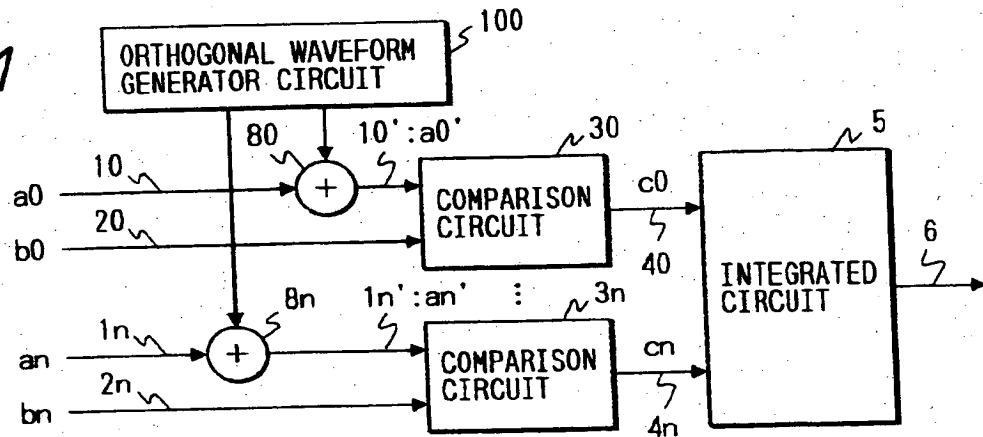 1
ORTHOGONAL WAVEFORM
GENERATOR CIRCUIT
100
80
10':a0'
30
5
10
a0
+
COMPARISON
CIRCUIT
c0
20
b0
40
6
INTEGRATED
CIRCUIT
8n
1n':an'
⋮
3n
1n
an
+
COMPARISON
CIRCUIT
cn
2n
bn
4n